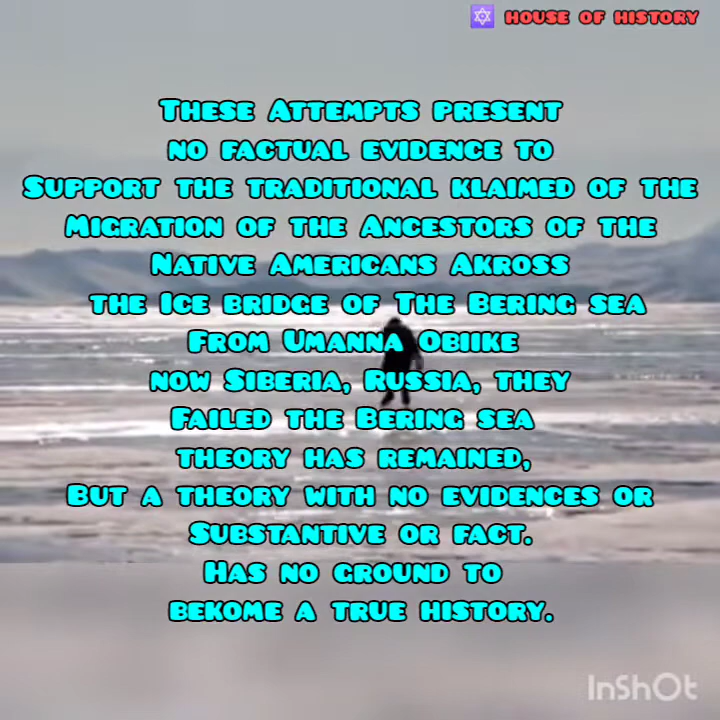 HOUSE OF HISTORY
These Attempts present
no factual evidence to
Support the traditional klaimed of the
Migration of the Ancestors of the
Native Americans Akross
the Ice bridge of The Bering sea
From Umanna Obiike
now Siberia, Russia, they
Failed the Bering sea
theory has remained,
But a theory with no evidences or
Substantive or fact.
Has no ground to
bekome a true history.
InShOt